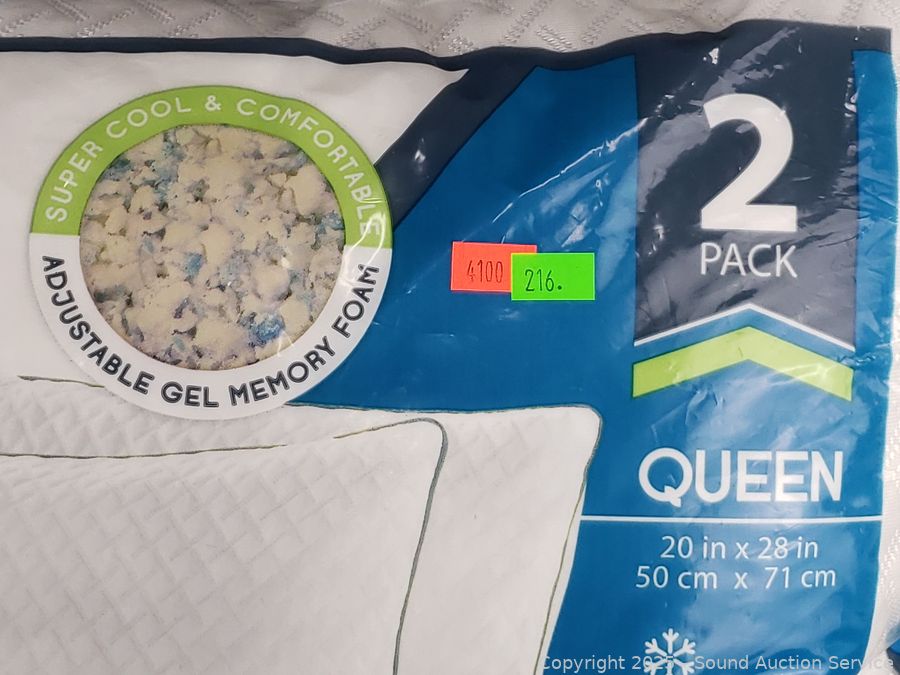 SUPER COOL & COMFORTABLE
ADJUSTABLE GEL MEMORY FOAM
2
PACK
4100
216.
QUEEN
20 in x 28 in
50 cm x 71 cm
Copyright 2025 Sound Auction Service